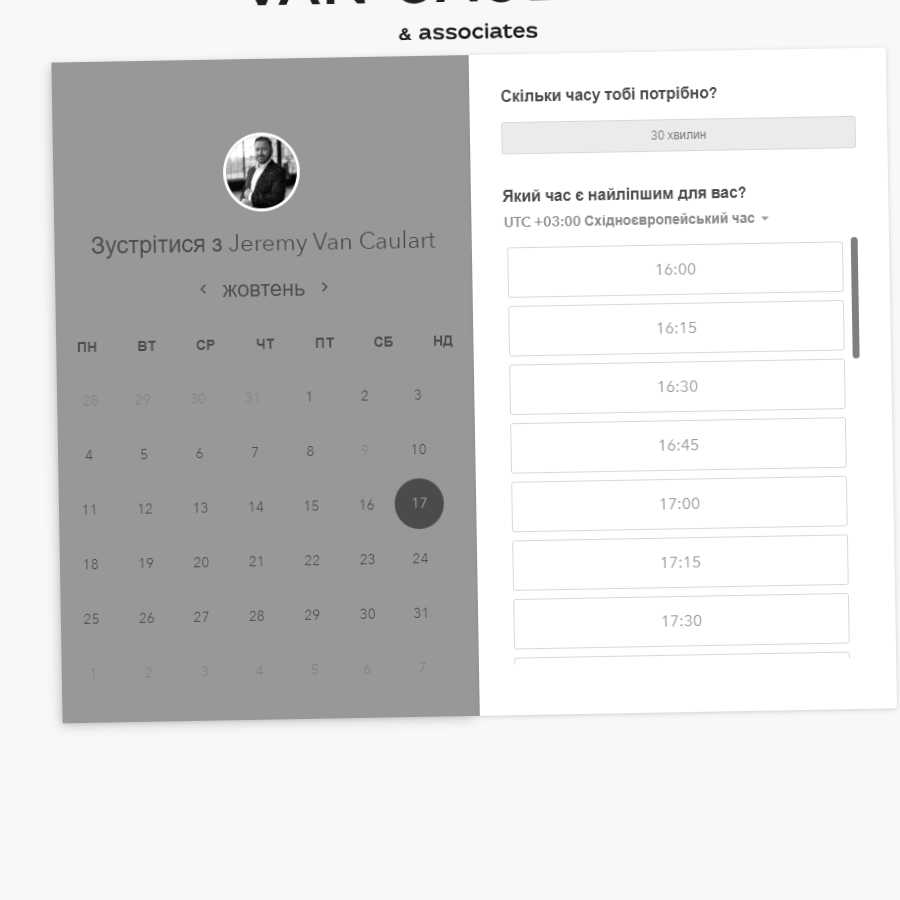 & associates
Зустрітися з Jeremy Van Caulart
‹ жовтень ›
ПН ВТ СР ЧТ ПТ СБ НД
28 29 30 31 1 2 3
4 5 6 7 8 9 10
11 12 13 14 15 16 17
18 19 20 21 22 23 24
25 26 27 28 29 30 31
1 2 3 4 5 6 7
Скільки часу тобі потрібно?
30 хвилин
Який час є найліпшим для вас?
UTC +03:00 Східноєвропейський час
16:00
16:15
16:30
16:45
17:00
17:15
17:30